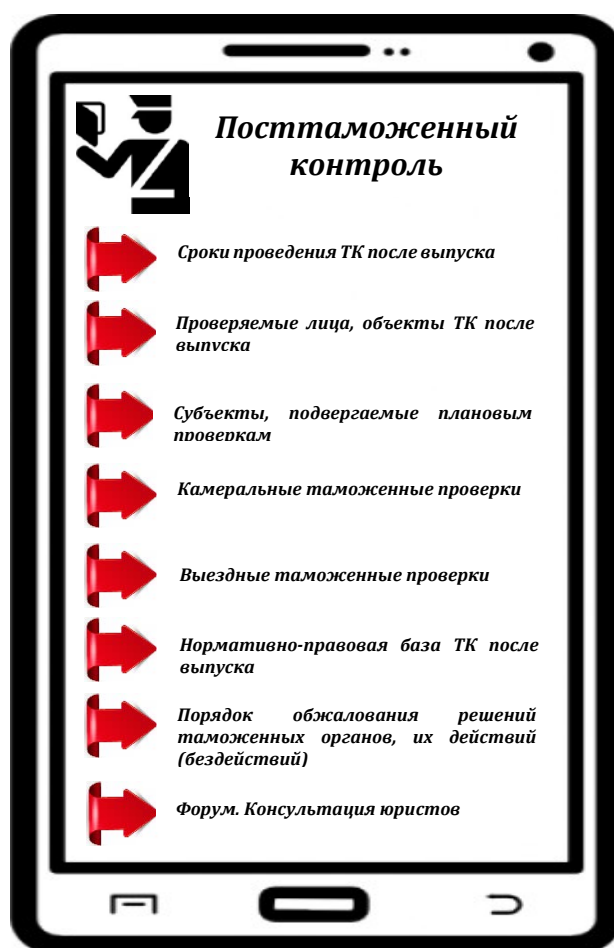 Посттаможенный
контроль
Сроки проведения ТК после выпуска
Проверяемые лица, объекты ТК после
выпуска
Субъекты, подвергаемые плановым
проверкам
Камеральные таможенные проверки
Выездные таможенные проверки
Нормативно-правовая база ТК после
выпуска
Порядок обжалования решений
таможенных органов, их действий
(бездействий)
Форум. Консультация юристов